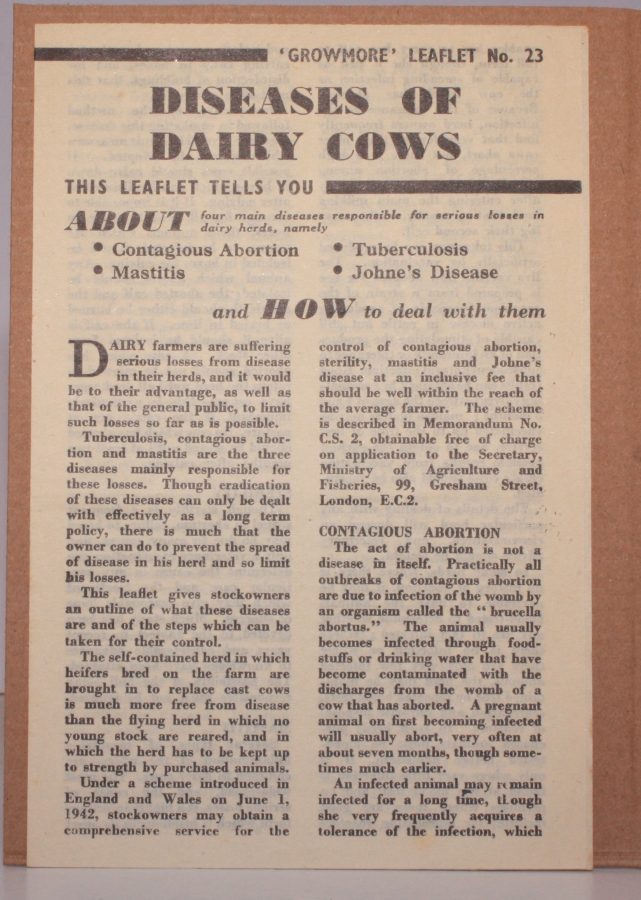 'GROWMORE' LEAFLET No. 23
DISEASES OF
DAIRY COWS
THIS LEAFLET TELLS YOU
ABOUT four main diseases responsible for serious losses in
dairy herds, namely
• Contagious Abortion
• Mastitis
• Tuberculosis
• Johne's Disease
and HOW to deal with them
DAIRY farmers are suffering
serious losses from disease
in their herds, and it would
be to their advantage, as well as
that of the general public, to limit
such losses so far as is possible.
Tuberculosis, contagious abor-
tion and mastitis are the three
diseases mainly responsible for
these losses. Though eradication
of these diseases can only be dealt
with effectively as a long term
policy, there is much that the
owner can do to prevent the spread
of disease in his herd and so limit
his losses.
This leaflet gives stockowners
an outline of what these diseases
are and of the steps which can be
taken for their control.
The self-contained herd in which
heifers bred on the farm are
brought in to replace cast cows
is much more free from disease
than the flying herd in which no
young stock are reared, and in
which the herd has to be kept up
to strength by purchased animals.
Under a scheme introduced in
England and Wales on June 1,
1942, stockowners may obtain a
comprehensive service for the
control of contagious abortion,
sterility, mastitis and Johne's
disease at an inclusive fee that
should be well within the reach of
the average farmer. The scheme
is described in Memorandum No.
C.S. 2, obtainable free of charge
on application to the Secretary,
Ministry of Agriculture and
Fisheries, 99, Gresham Street,
London, E.C.2.
CONTAGIOUS ABORTION
The act of abortion is not a
disease in itself. Practically all
outbreaks of contagious abortion
are due to infection of the womb by
an organism called the "brucella
abortus." The animal usually
becomes infected through food-
stuffs or drinking water that have
become contaminated with the
discharges from the womb of a
cow that has aborted. A pregnant
animal on first becoming infected
will usually abort, very often at
about seven months, though some-
times much earlier.
An infected animal may remain
infected for a long time, though
she very frequently acquires a
tolerance of the infection, which